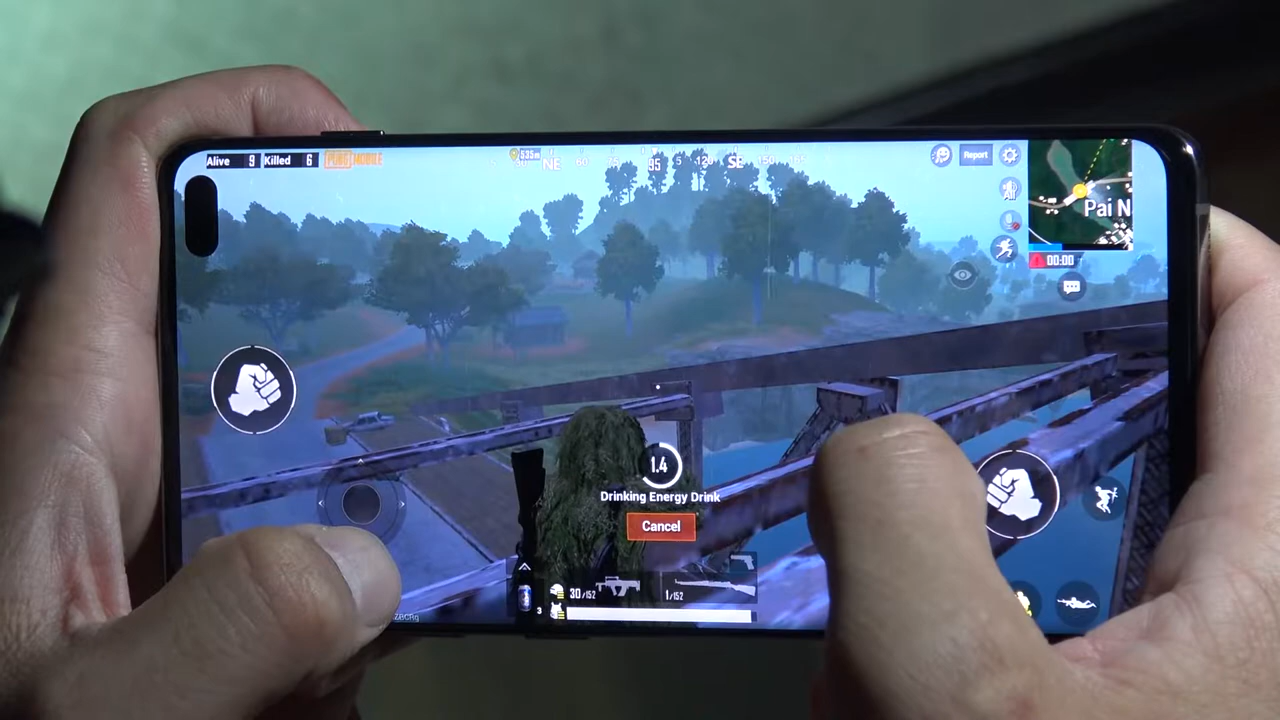 Alive 9 Killed 6 PUBG MOBILE
535m
NE 60 75 95 120 SE 150 165
Report
All
Pai N
00:00
1.4
Drinking Energy Drink
Cancel
30/152
1/152
3